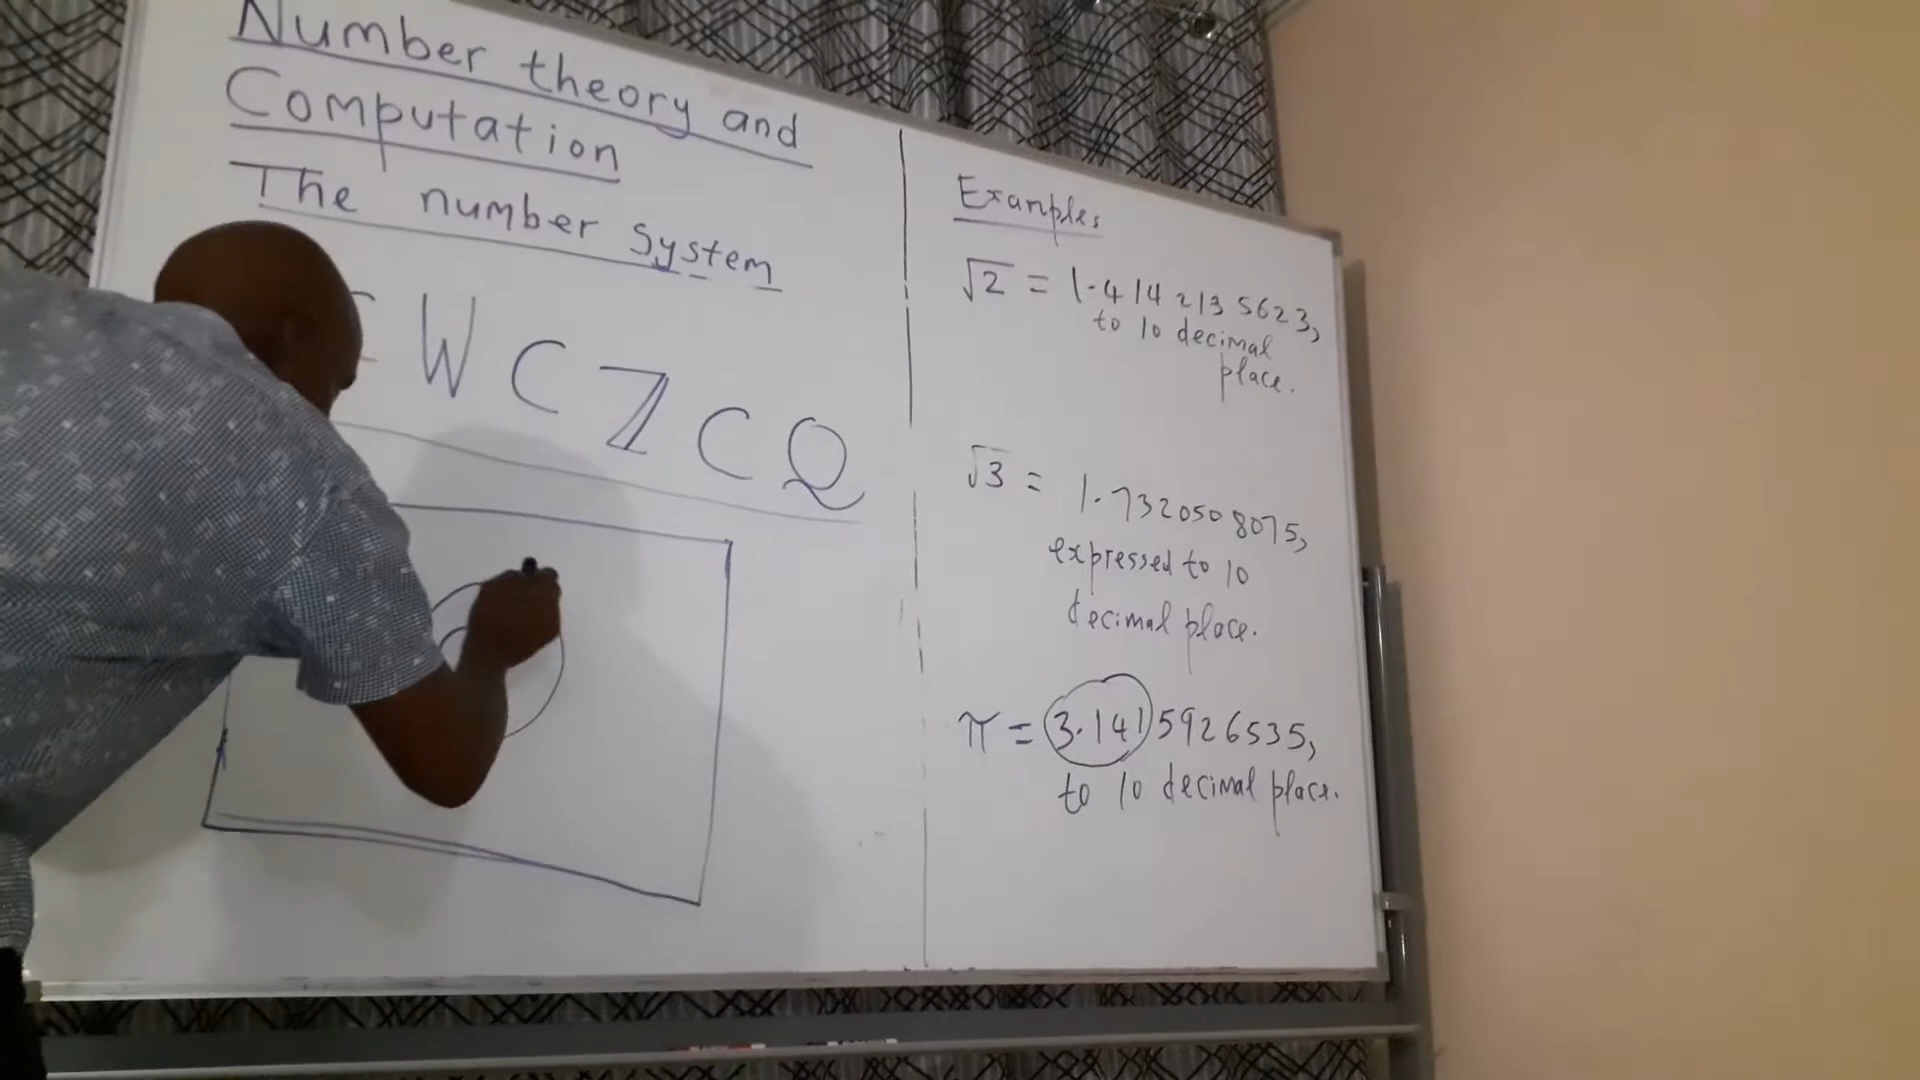 Number theory and
Computation
The number system
⊂ W ⊂ ℤ ⊂ Q
Examples
√2 = 1.4142135623,
to 10 decimal
place.
√3 = 1.7320508075,
expressed to 10
decimal place.
π = 3.1415926535,
to 10 decimal place.